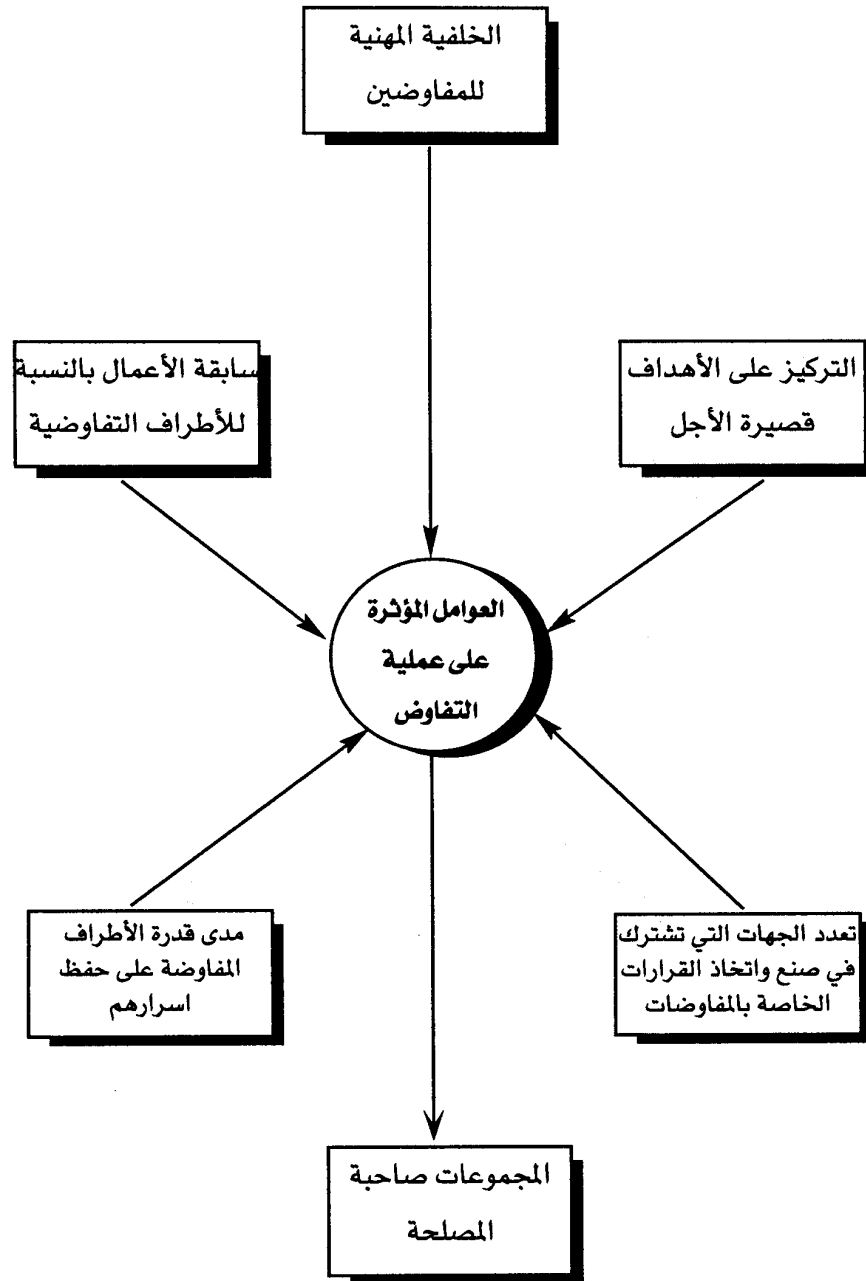 الخلفية المهنية
للمفاوضين
التركيز على الأهداف
قصيرة الأجل
سابقة الأعمال بالنسبة
للأطراف التفاوضية
العوامل المؤثرة
على عملية
التفاوض
تعدد الجهات التي تشترك
في صنع واتخاذ القرارات
الخاصة بالمفاوضات
مدى قدرة الأطراف
المفاوضة على حفظ
اسرارهم
المجموعات صاحبة
المصلحة